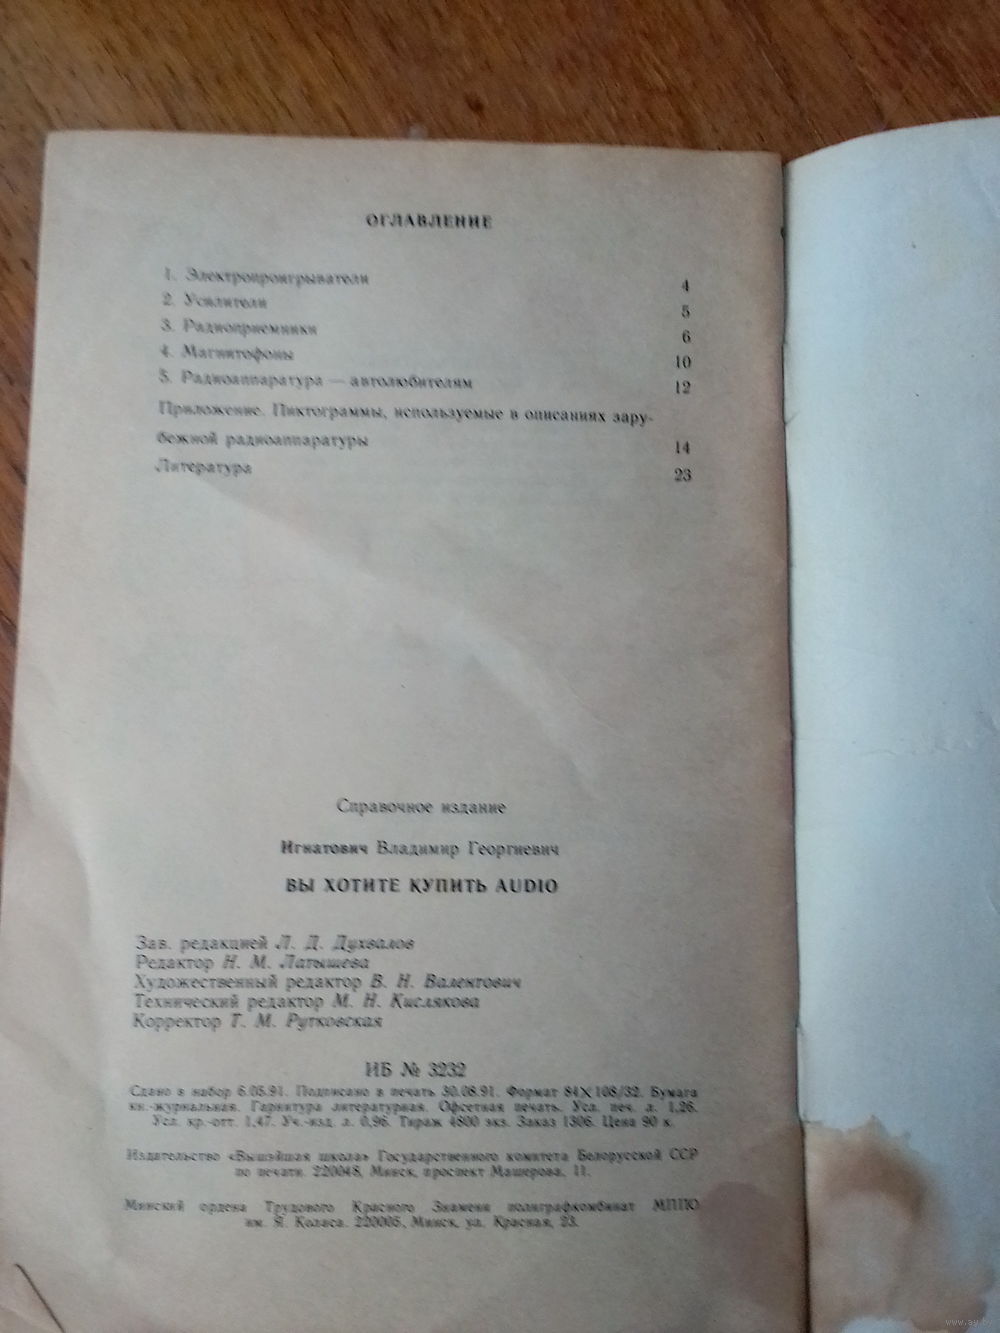 ОГЛАВЛЕНИЕ
1. Электропроигрыватели 4
2. Усилители 5
3. Радиоприемники 6
4. Магнитофоны 10
5. Радиоаппаратура — автолюбителям 12
Приложение. Пиктограммы, используемые в описаниях зару-
бежной радиоаппаратуры 14
Литература 23
Справочное издание
Игнатович Владимир Георгиевич
ВЫ ХОТИТЕ КУПИТЬ AUDIO
Зав. редакцией Л. Д. Духвалов
Редактор Н. М. Латышева
Художественный редактор В. Н. Валентович
Технический редактор М. Н. Кислякова
Корректор Т. М. Рутковская
ИБ № 3232
Сдано в набор 6.05.91. Подписано в печать 30.08.91. Формат 84×108/32. Бумага
кн.-журнальная. Гарнитура литературная. Офсетная печать. Усл. печ. л. 1,26.
Усл. кр.-отт. 1,47. Уч.-изд. л. 0,96. Тираж 4800 экз. Заказ 1306. Цена 90 к.
Издательство «Вышэйшая школа» Государственного комитета Белорусской ССР
по печати. 220048, Минск, проспект Машерова, 11.
Минский ордена Трудового Красного Знамени полиграфкомбинат МППО
им. Я. Коласа. 220005, Минск, ул. Красная, 23.
www.ay.by